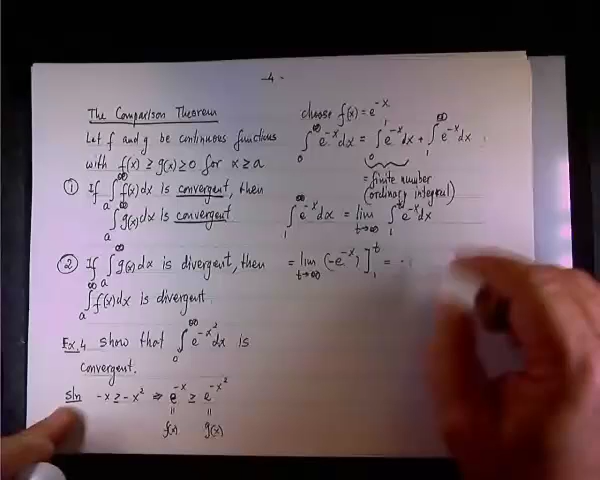 -4-
The Comparison Theorem
Let f and g be continuous functions
with f(x) ≥ g(x) ≥ 0 for x ≥ a
① If ∫_a^∞ f(x)dx is convergent, then
∫_a^∞ g(x)dx is convergent
② If ∫_a^∞ g(x)dx is divergent, then
∫_a^∞ f(x)dx is divergent.
Ex.4 show that ∫_0^∞ e^{-x^2}dx is
convergent.
Sln -x ≥ -x^2 ⇒ e^{-x} ≥ e^{-x^2}
= =
f(x) g(x)
choose f(x) = e^{-x}
∫_0^∞ e^{-x}dx = ∫_0^1 e^{-x}dx + ∫_1^∞ e^{-x}dx
= finite number
(ordinary integral)
∫_1^∞ e^{-x}dx = lim_{t→∞} ∫_1^t e^{-x}dx
= lim_{t→∞} (-e^{-x}) ]_1^t =